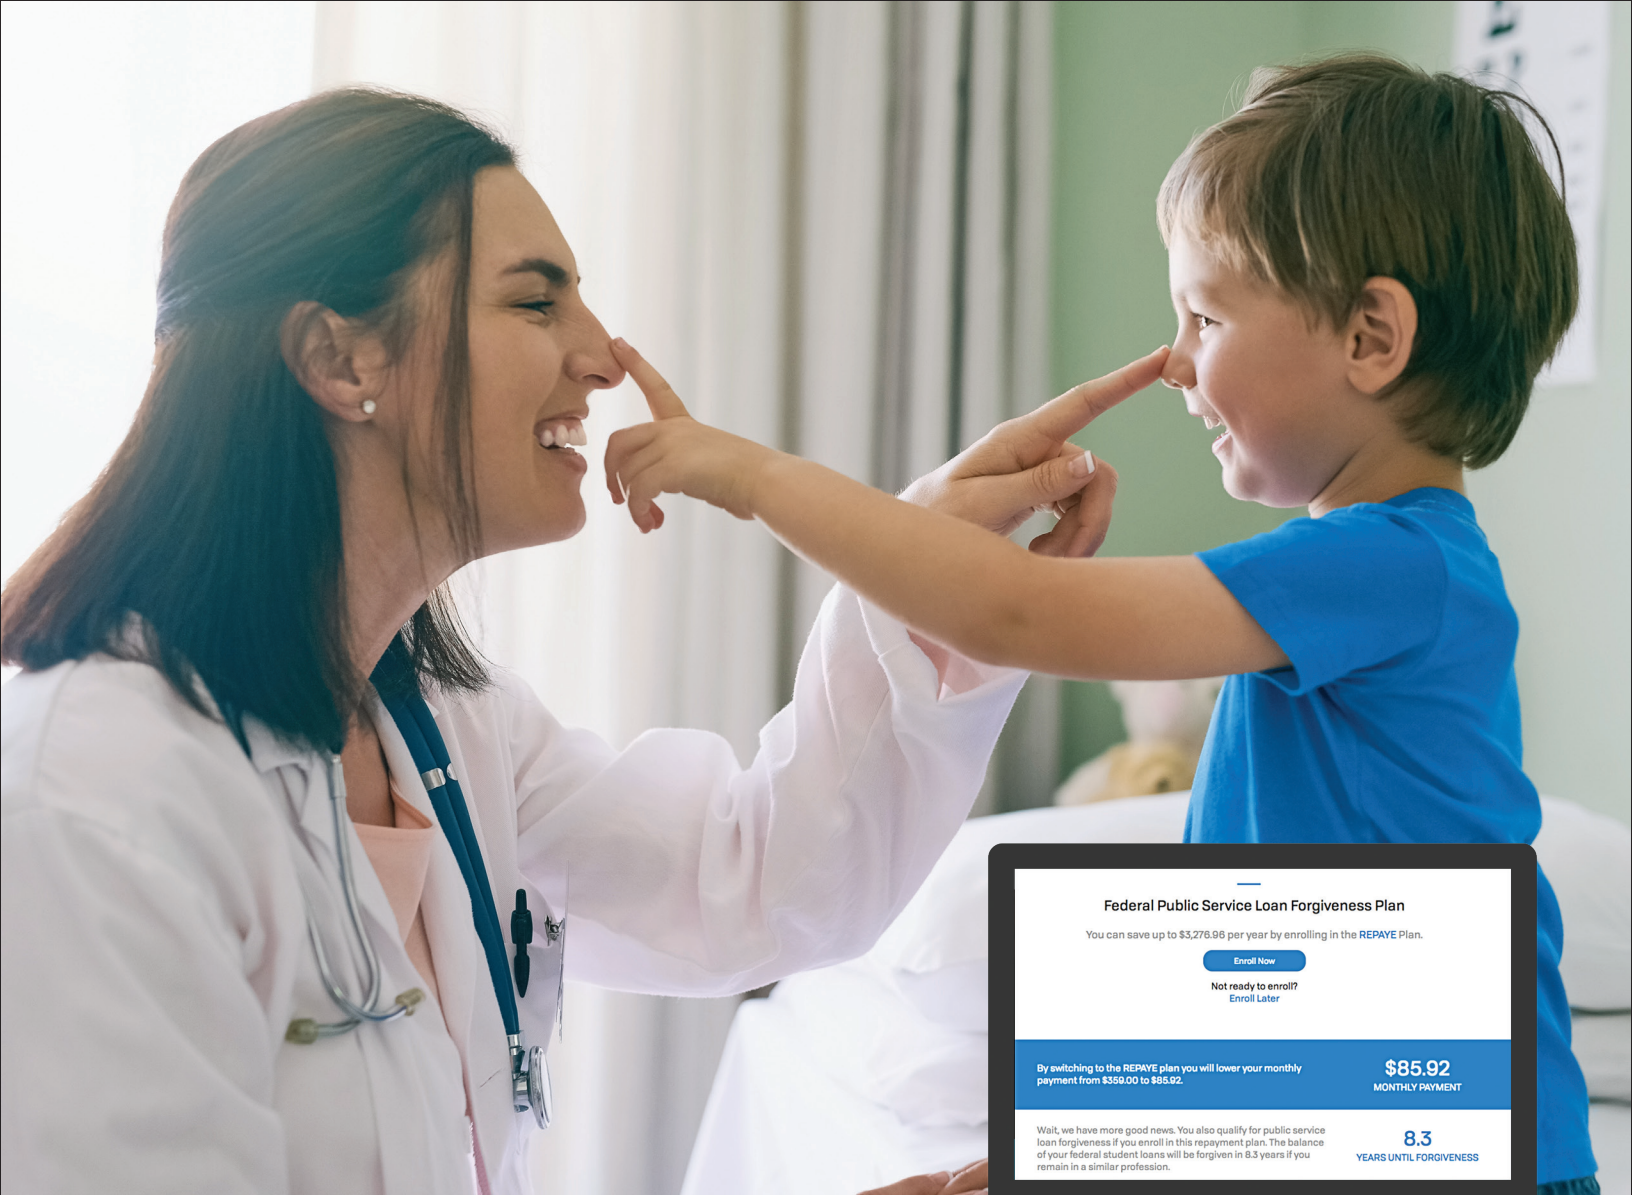 Federal Public Service Loan Forgiveness Plan
You can save up to $3,276.96 per year by enrolling in the REPAYE Plan.
Enroll Now
Not ready to enroll?
Enroll Later
By switching to the REPAYE plan you will lower your monthly
payment from $359.00 to $85.92.
$85.92
MONTHLY PAYMENT
Wait, we have more good news. You also qualify for public service
loan forgiveness if you enroll in this repayment plan. The balance
of your federal student loans will be forgiven in 8.3 years if you
remain in a similar profession.
8.3
YEARS UNTIL FORGIVENESS